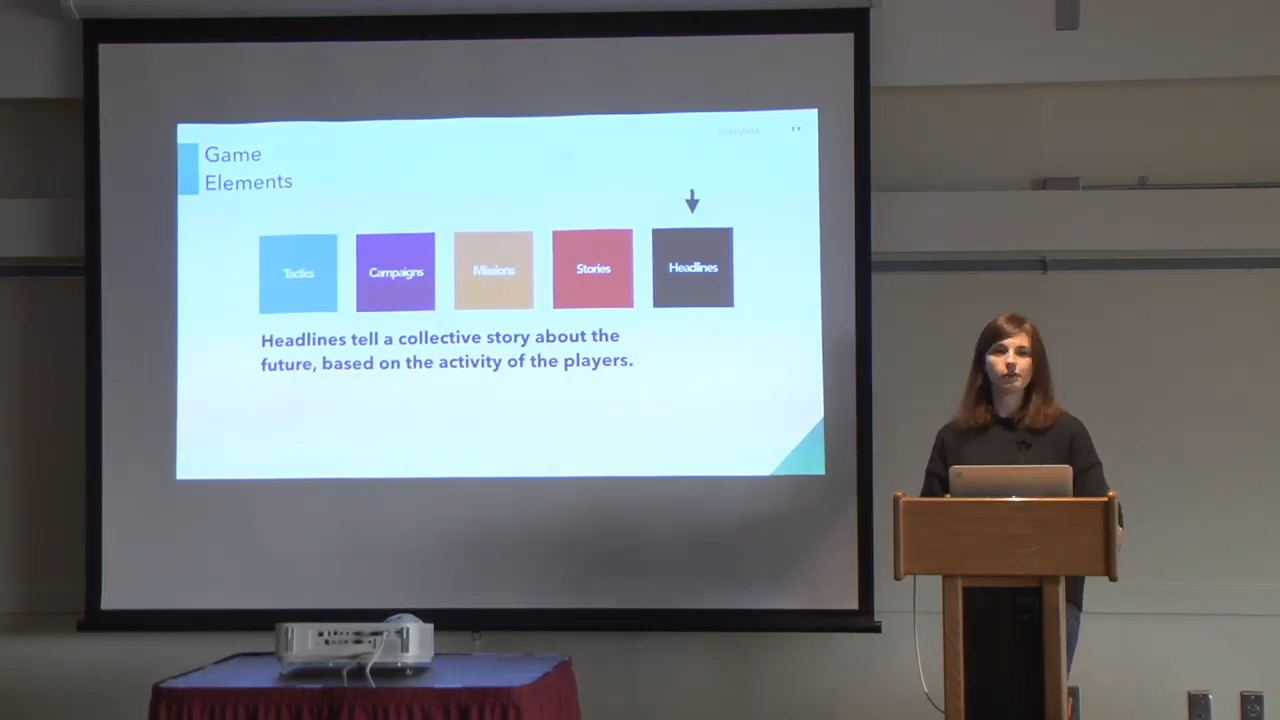 Game
Elements
Tactics
Campaigns
Missions
Stories
Headlines
Headlines tell a collective story about the
future, based on the activity of the players.